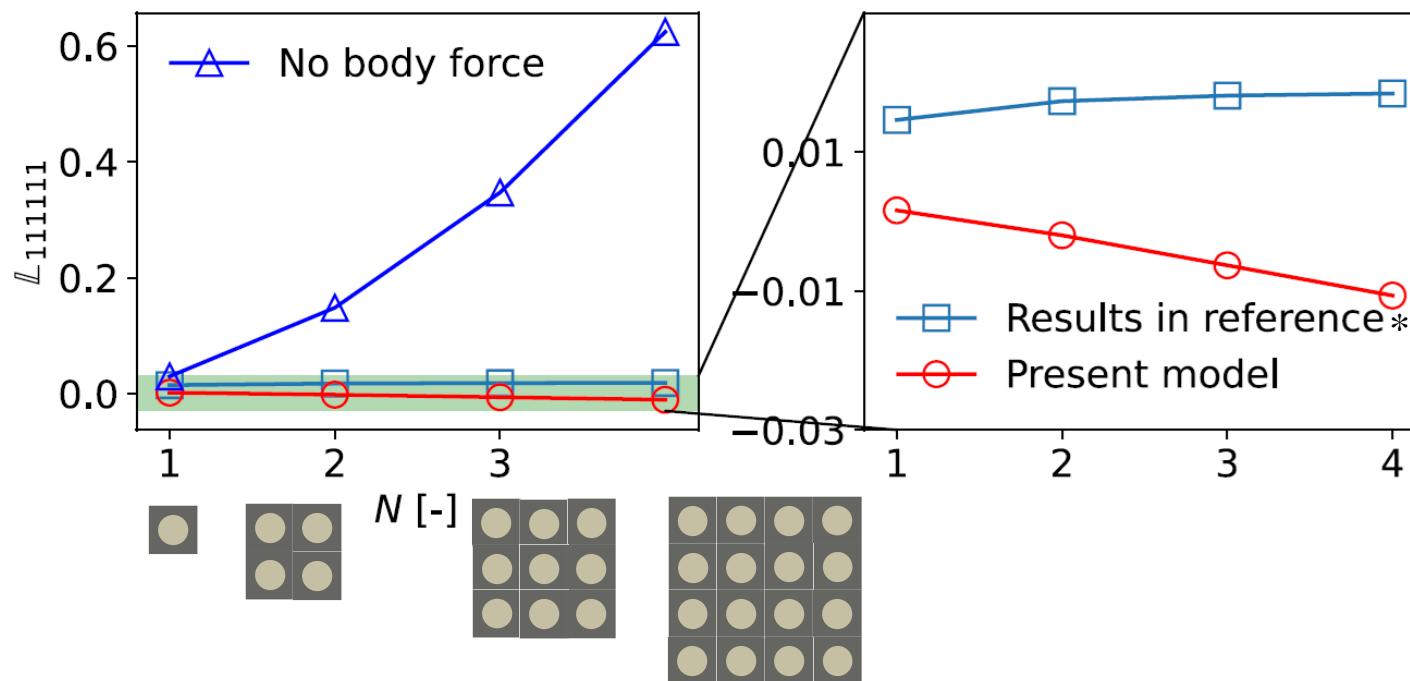 No body force
0.6
0.4
0.2
0.0
𝕃111111
1 2 3
N [-]
0.01
−0.01
−0.03
Results in reference *
Present model
1 2 3 4